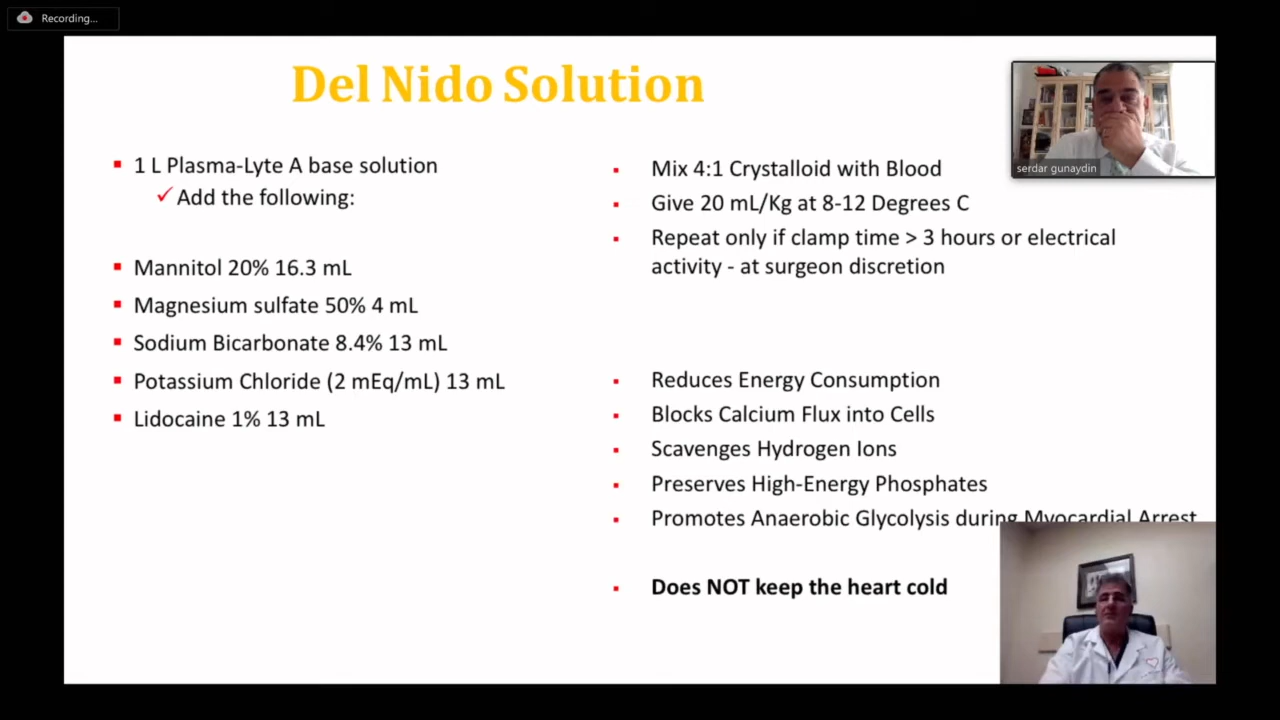 Recording...
Del Nido Solution
1 L Plasma-Lyte A base solution
Add the following:
Mannitol 20% 16.3 mL
Magnesium sulfate 50% 4 mL
Sodium Bicarbonate 8.4% 13 mL
Potassium Chloride (2 mEq/mL) 13 mL
Lidocaine 1% 13 mL
Mix 4:1 Crystalloid with Blood
Give 20 mL/Kg at 8-12 Degrees C
Repeat only if clamp time > 3 hours or electrical
activity - at surgeon discretion
Reduces Energy Consumption
Blocks Calcium Flux into Cells
Scavenges Hydrogen Ions
Preserves High-Energy Phosphates
Promotes Anaerobic Glycolysis during Myocardial Arrest
Does NOT keep the heart cold
serdar gunaydin